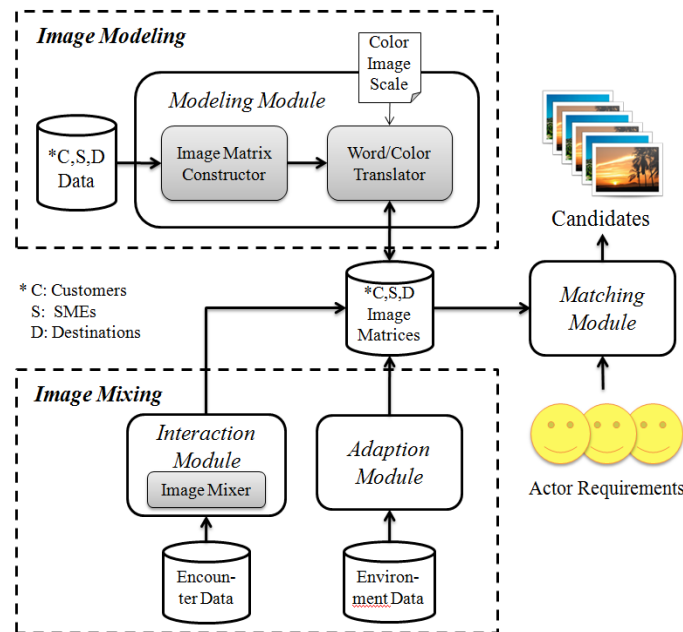 Image Modeling
Color
Image
Scale
Modeling Module
*C,S,D
Data
Image Matrix
Constructor
Word/Color
Translator
Candidates
* C: Customers
S: SMEs
D: Destinations
*C,S,D
Image
Matrices
Matching
Module
Image Mixing
Interaction
Module
Image Mixer
Adaption
Module
Actor Requirements
Encoun-
ter Data
Environ-
ment Data